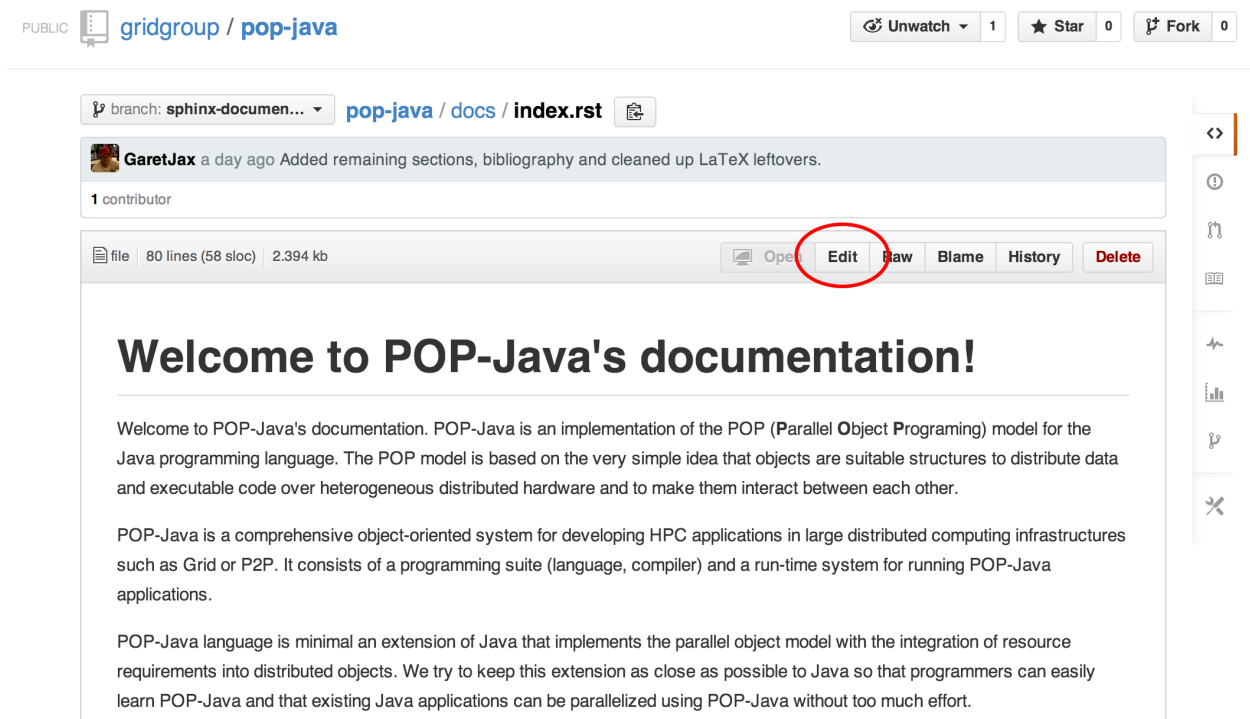 PUBLIC gridgroup / pop-java Unwatch 1 Star 0 Fork 0
branch: sphinx-documen... pop-java / docs / index.rst
GaretJax a day ago Added remaining sections, bibliography and cleaned up LaTeX leftovers.
1 contributor
file 80 lines (58 sloc) 2.394 kb Open Edit Raw Blame History Delete
Welcome to POP-Java's documentation!
Welcome to POP-Java's documentation. POP-Java is an implementation of the POP (Parallel Object Programing) model for the
Java programming language. The POP model is based on the very simple idea that objects are suitable structures to distribute data
and executable code over heterogeneous distributed hardware and to make them interact between each other.
POP-Java is a comprehensive object-oriented system for developing HPC applications in large distributed computing infrastructures
such as Grid or P2P. It consists of a programming suite (language, compiler) and a run-time system for running POP-Java
applications.
POP-Java language is minimal an extension of Java that implements the parallel object model with the integration of resource
requirements into distributed objects. We try to keep this extension as close as possible to Java so that programmers can easily
learn POP-Java and that existing Java applications can be parallelized using POP-Java without too much effort.